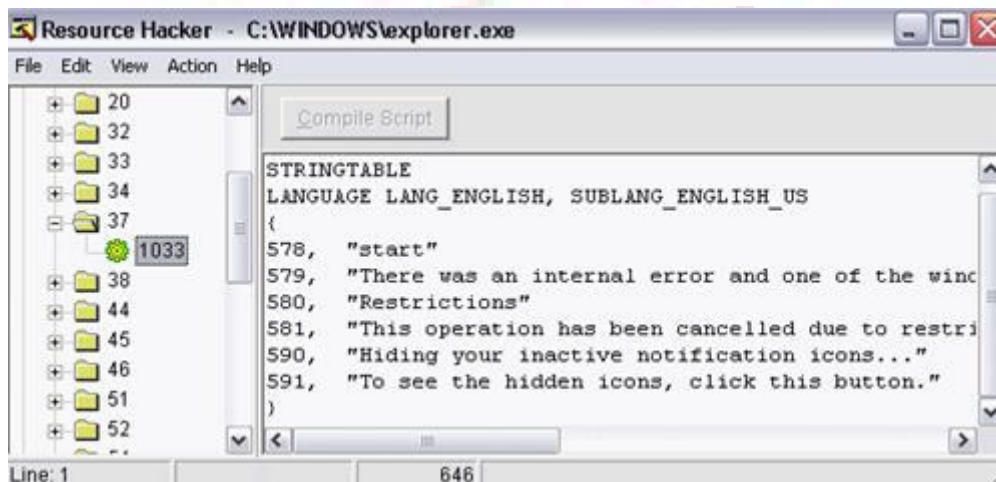 Resource Hacker - C:\WINDOWS\explorer.exe
File Edit View Action Help
20
32
33
34
37
1033
38
44
45
46
51
52
Compile Script
STRINGTABLE
LANGUAGE LANG_ENGLISH, SUBLANG_ENGLISH_US
{
578, "start"
579, "There was an internal error and one of the winc
580, "Restrictions"
581, "This operation has been cancelled due to restri
590, "Hiding your inactive notification icons..."
591, "To see the hidden icons, click this button."
}
Line: 1 646